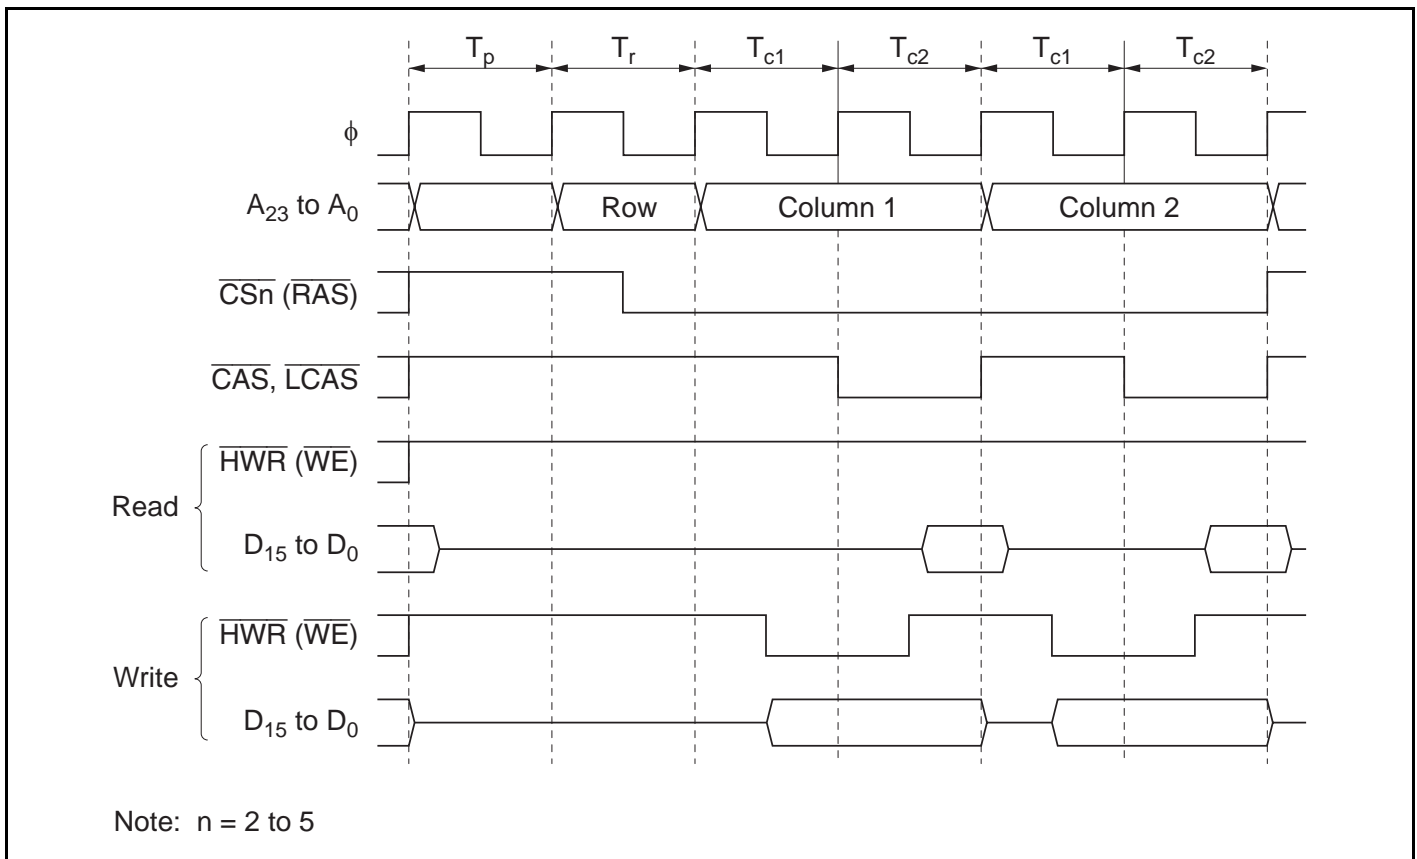 Tp Tr Tc1 Tc2 Tc1 Tc2
ϕ
A23 to A0 Row Column 1 Column 2
CSn (RAS)
CAS, LCAS
HWR (WE)
Read
D15 to D0
HWR (WE)
Write
D15 to D0
Note: n = 2 to 5